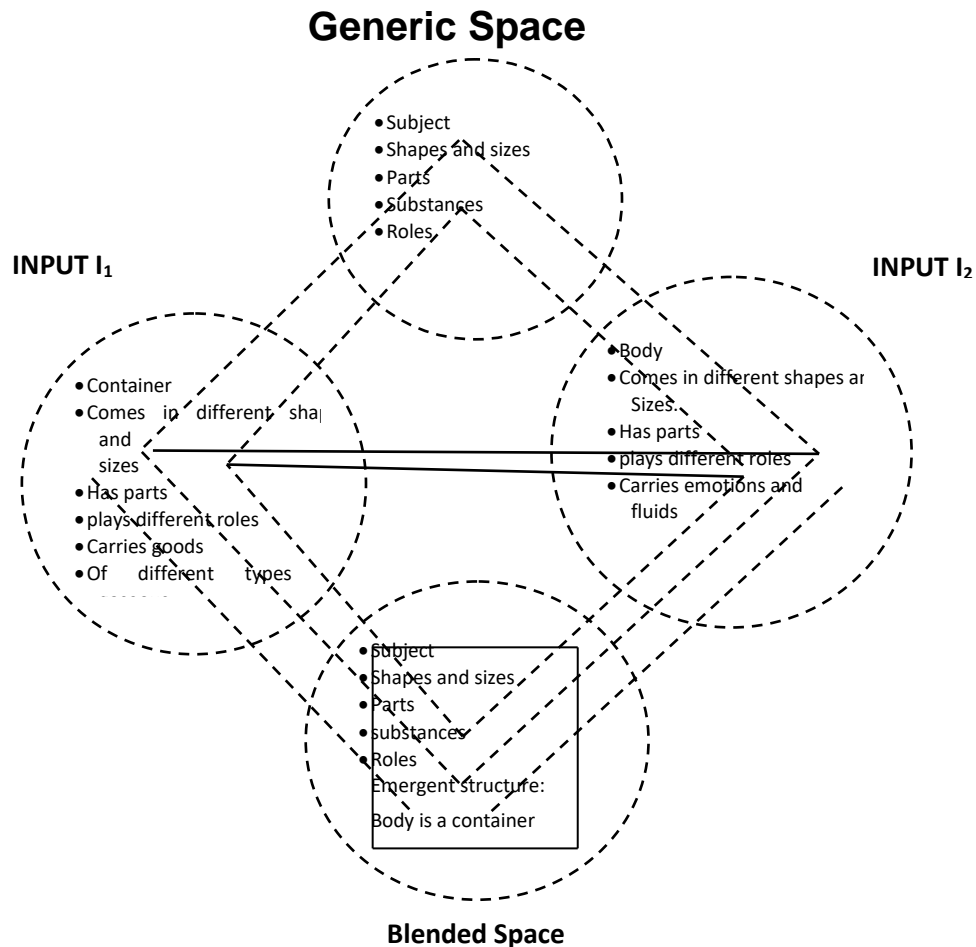 Generic Space
• Subject
• Shapes and sizes
• Parts
• Substances
• Roles
INPUT I₁
• Container
• Comes in different sha
and
sizes
• Has parts
• plays different roles
• Carries goods
• Of different types
INPUT I₂
• Body
• Comes in different shapes a
Sizes.
• Has parts
• plays different roles
• Carries emotions and
fluids
• Subject
• Shapes and sizes
• Parts
• substances
• Roles
Emergent structure:
Body is a container
Blended Space